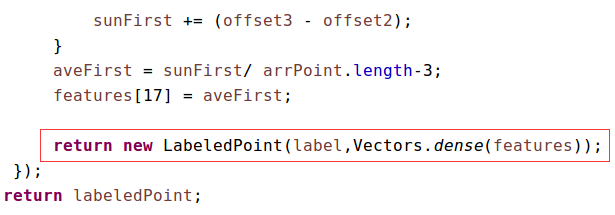 sunFirst += (offset3 - offset2);
}
aveFirst = sunFirst/ arrPoint.length-3;
features[17] = aveFirst;
return new LabeledPoint(label,Vectors.dense(features));
});
return labeledPoint;